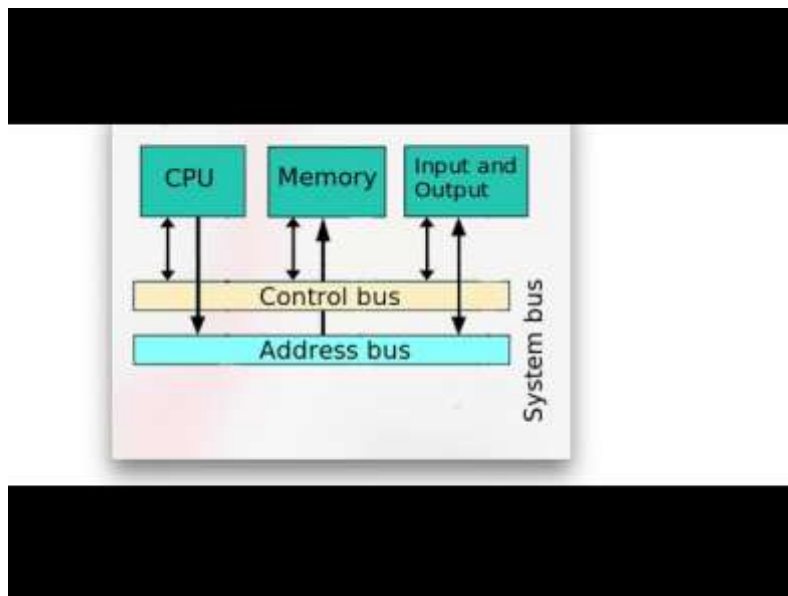 CPU
Memory
Input and
Output
Control bus
Address bus
System bus